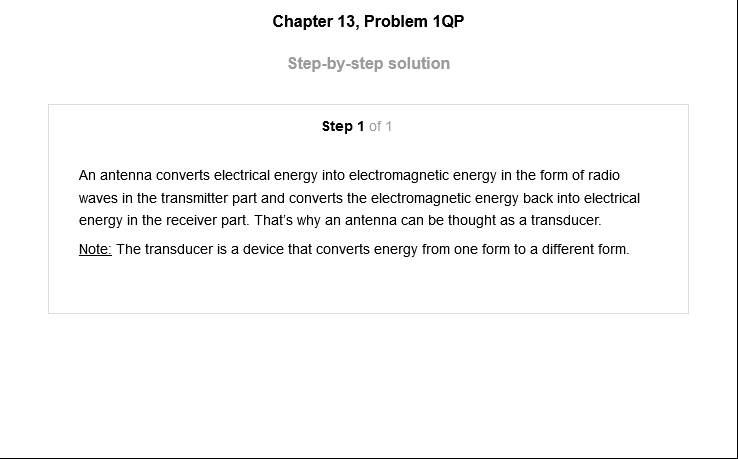 Chapter 13, Problem 1QP
Step-by-step solution
Step 1 of 1
An antenna converts electrical energy into electromagnetic energy in the form of radio
waves in the transmitter part and converts the electromagnetic energy back into electrical
energy in the receiver part. That's why an antenna can be thought as a transducer.
Note: The transducer is a device that converts energy from one form to a different form.